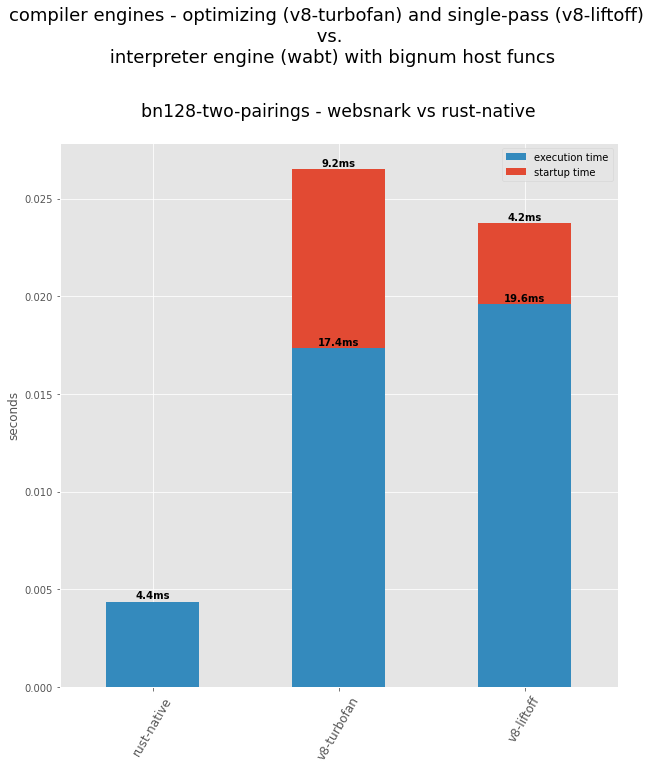 compiler engines - optimizing (v8-turbofan) and single-pass (v8-liftoff)
vs.
interpreter engine (wabt) with bignum host funcs
bn128-two-pairings - websnark vs rust-native
execution time
startup time
9.2ms
4.2ms
19.6ms
17.4ms
4.4ms
0.025
0.020
0.015
0.010
0.005
0.000
seconds
rust-native
v8-turbofan
v8-liftoff